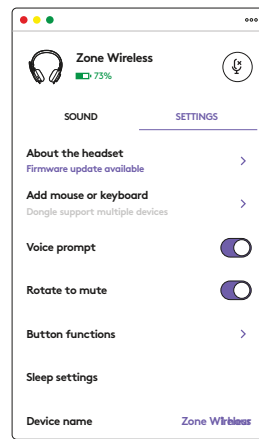 Zone Wireless
73%
SOUND
SETTINGS
About the headset
Firmware update available
Add mouse or keyboard
Dongle support multiple devices
Voice prompt
Rotate to mute
Button functions
Sleep settings
Device name
Zone